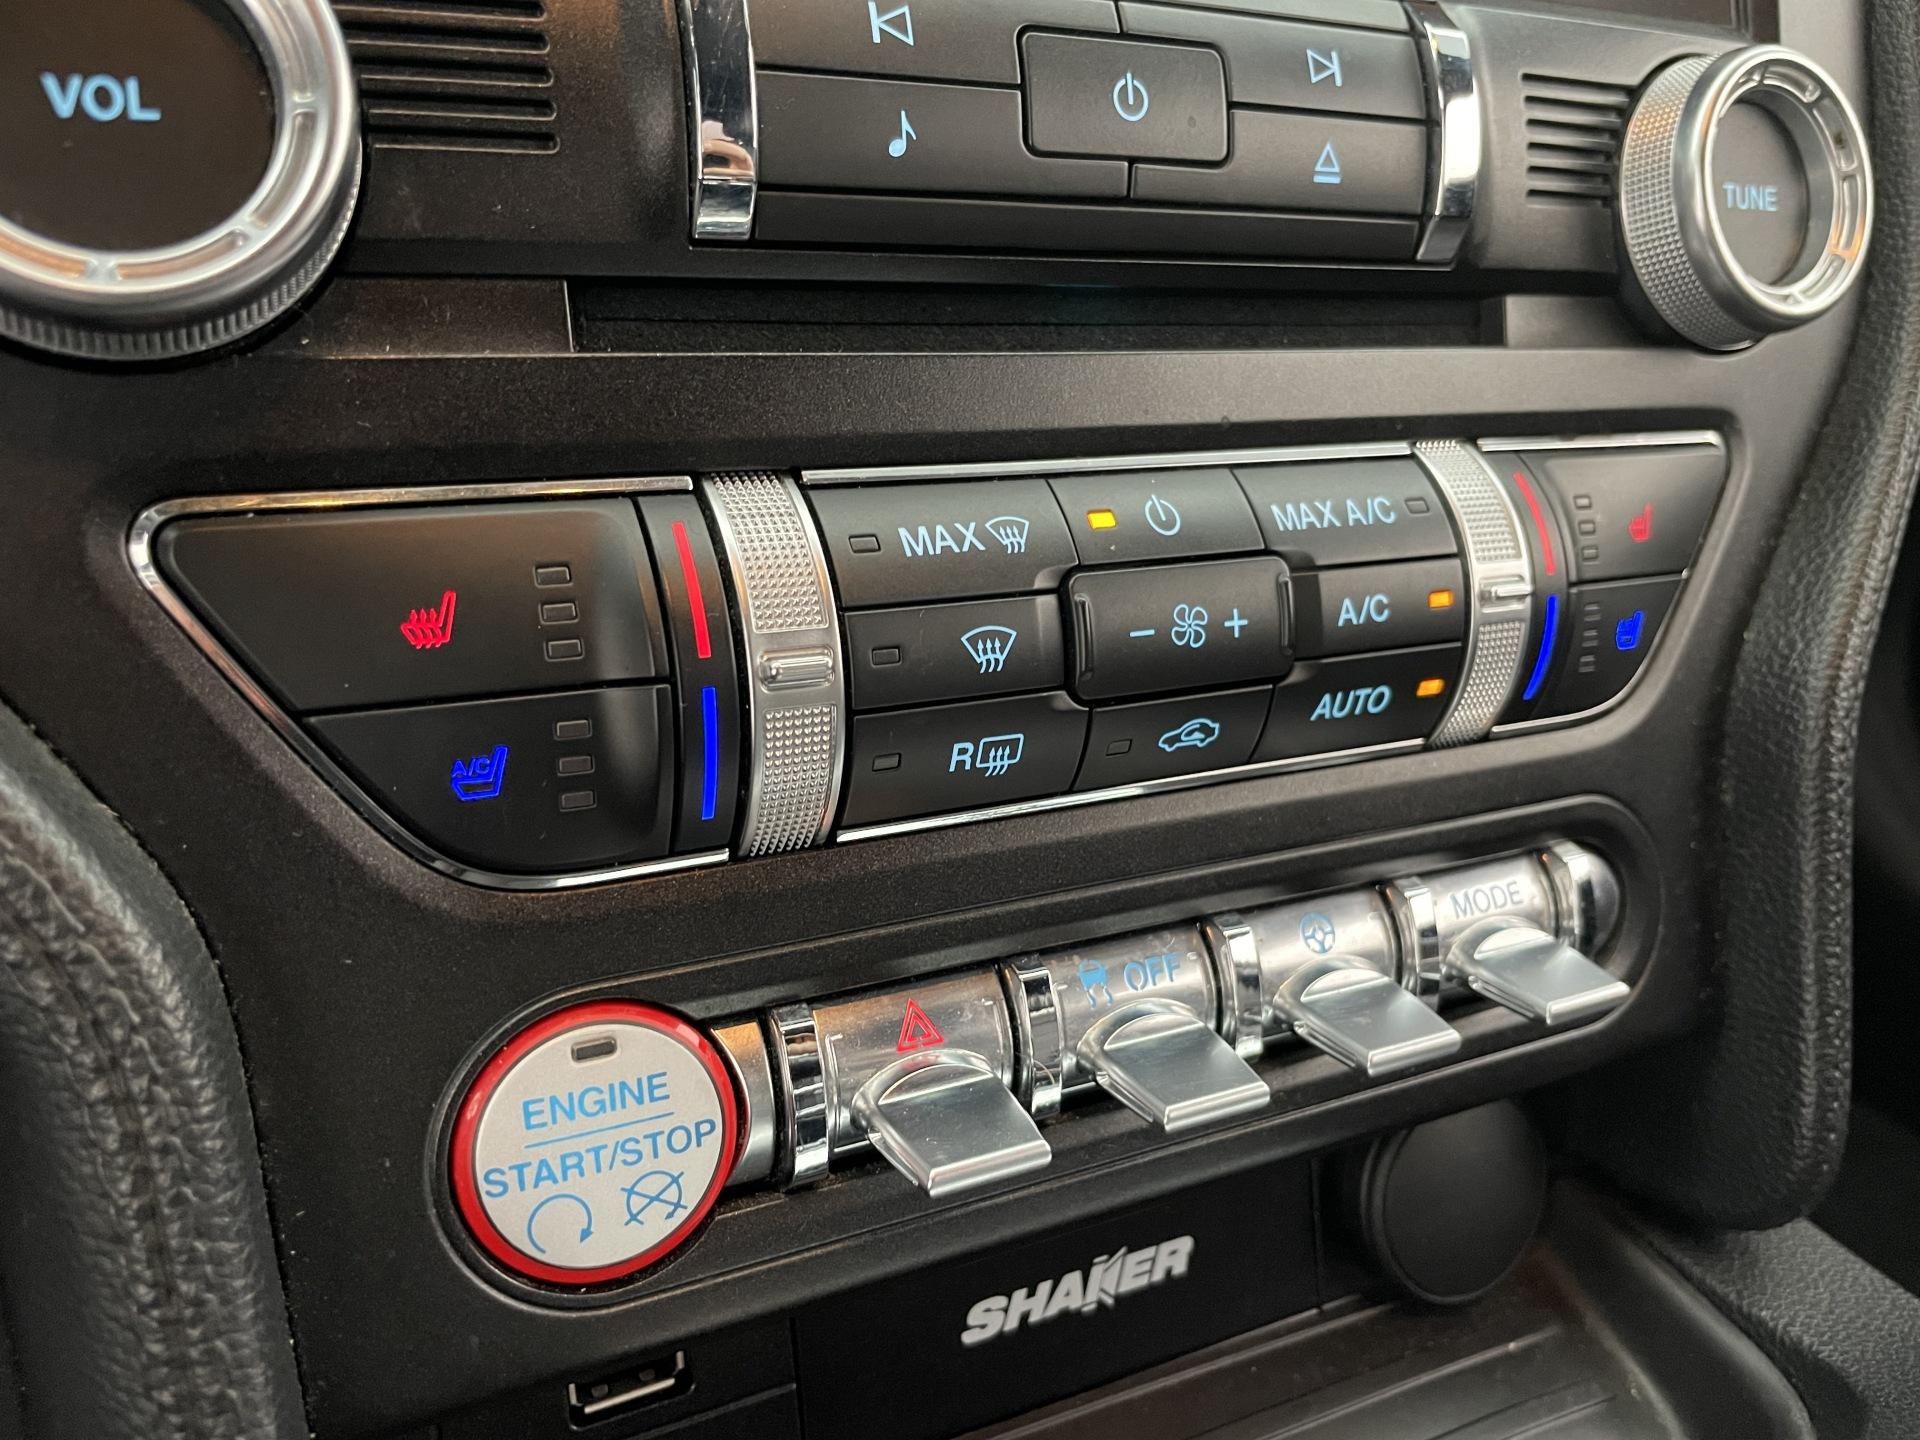 VOL
TUNE
MAX
MAX A/C
A/C
- +
AUTO
R
A/C
MODE
OFF
ENGINE
START/STOP
SHAKER